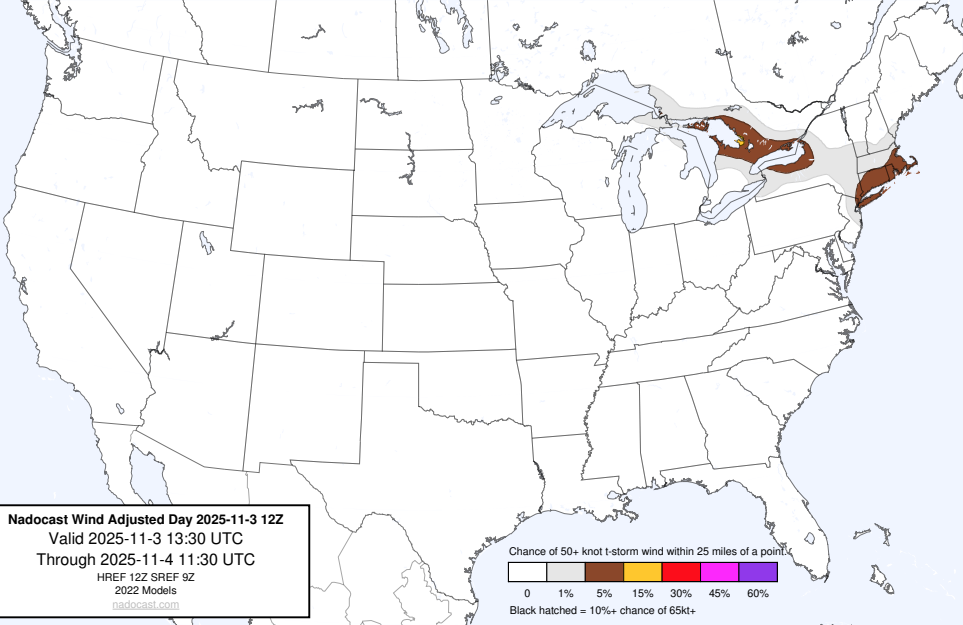 Nadocast Wind Adjusted Day 2025-11-3 12Z
Valid 2025-11-3 13:30 UTC
Through 2025-11-4 11:30 UTC
HREF 12Z SREF 9Z
2022 Models
nadocast.com
Chance of 50+ knot t-storm wind within 25 miles of a point.
0 1% 5% 15% 30% 45% 60%
Black hatched = 10%+ chance of 65kt+